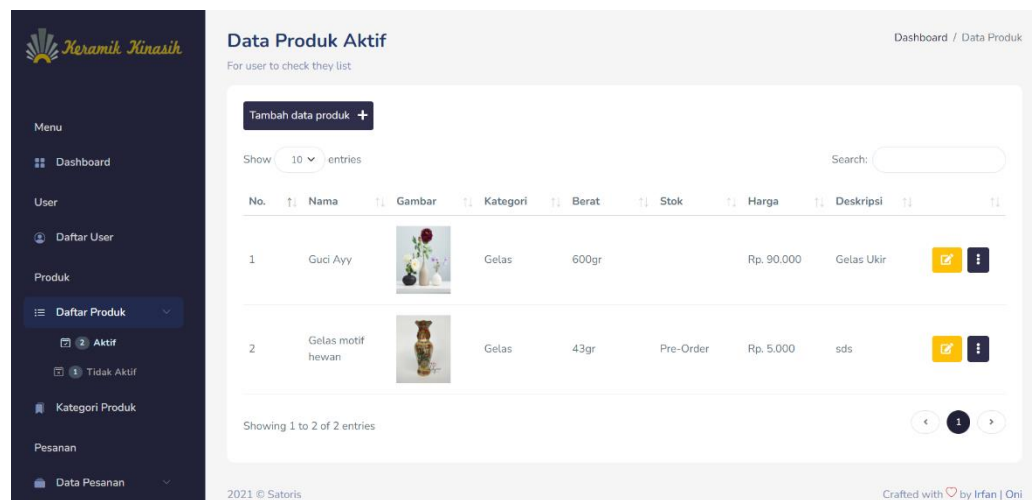 Keramik Kinasih
Menu
Dashboard
User
Daftar User
Produk
Daftar Produk
2 Aktif
1 Tidak Aktif
Kategori Produk
Pesanan
Data Pesanan
Data Produk Aktif
For user to check they list
Dashboard / Data Produk
Tambah data produk +
Show 10 entries
Search:
No. Nama Gambar Kategori Berat Stok Harga Deskripsi
1 Guci Ayy Gelas 600gr Rp. 90.000 Gelas Ukir
2 Gelas motif hewan Gelas 43gr Pre-Order Rp. 5.000 sds
Showing 1 to 2 of 2 entries
‹ 1 ›
2021 © Satoris
Crafted with ♡ by Irfan | Oni